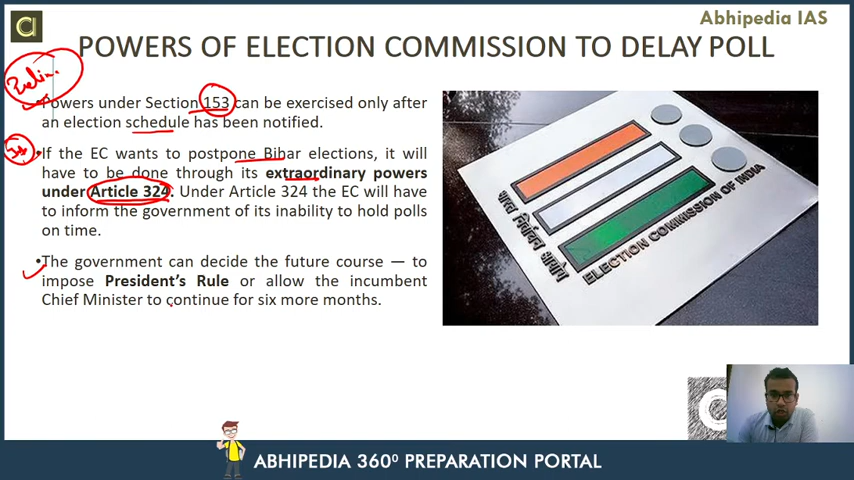 Abhipedia IAS
POWERS OF ELECTION COMMISSION TO DELAY POLL
Prelim.
•Powers under Section 153 can be exercised only after
an election schedule has been notified.
•If the EC wants to postpone Bihar elections, it will
have to be done through its extraordinary powers
under Article 324. Under Article 324 the EC will have
to inform the government of its inability to hold polls
on time.
•The government can decide the future course — to
impose President's Rule or allow the incumbent
Chief Minister to continue for six more months.
भारत निर्वाचन आयोग
ELECTION COMMISSION OF INDIA
ABHIPEDIA 360⁰ PREPARATION PORTAL